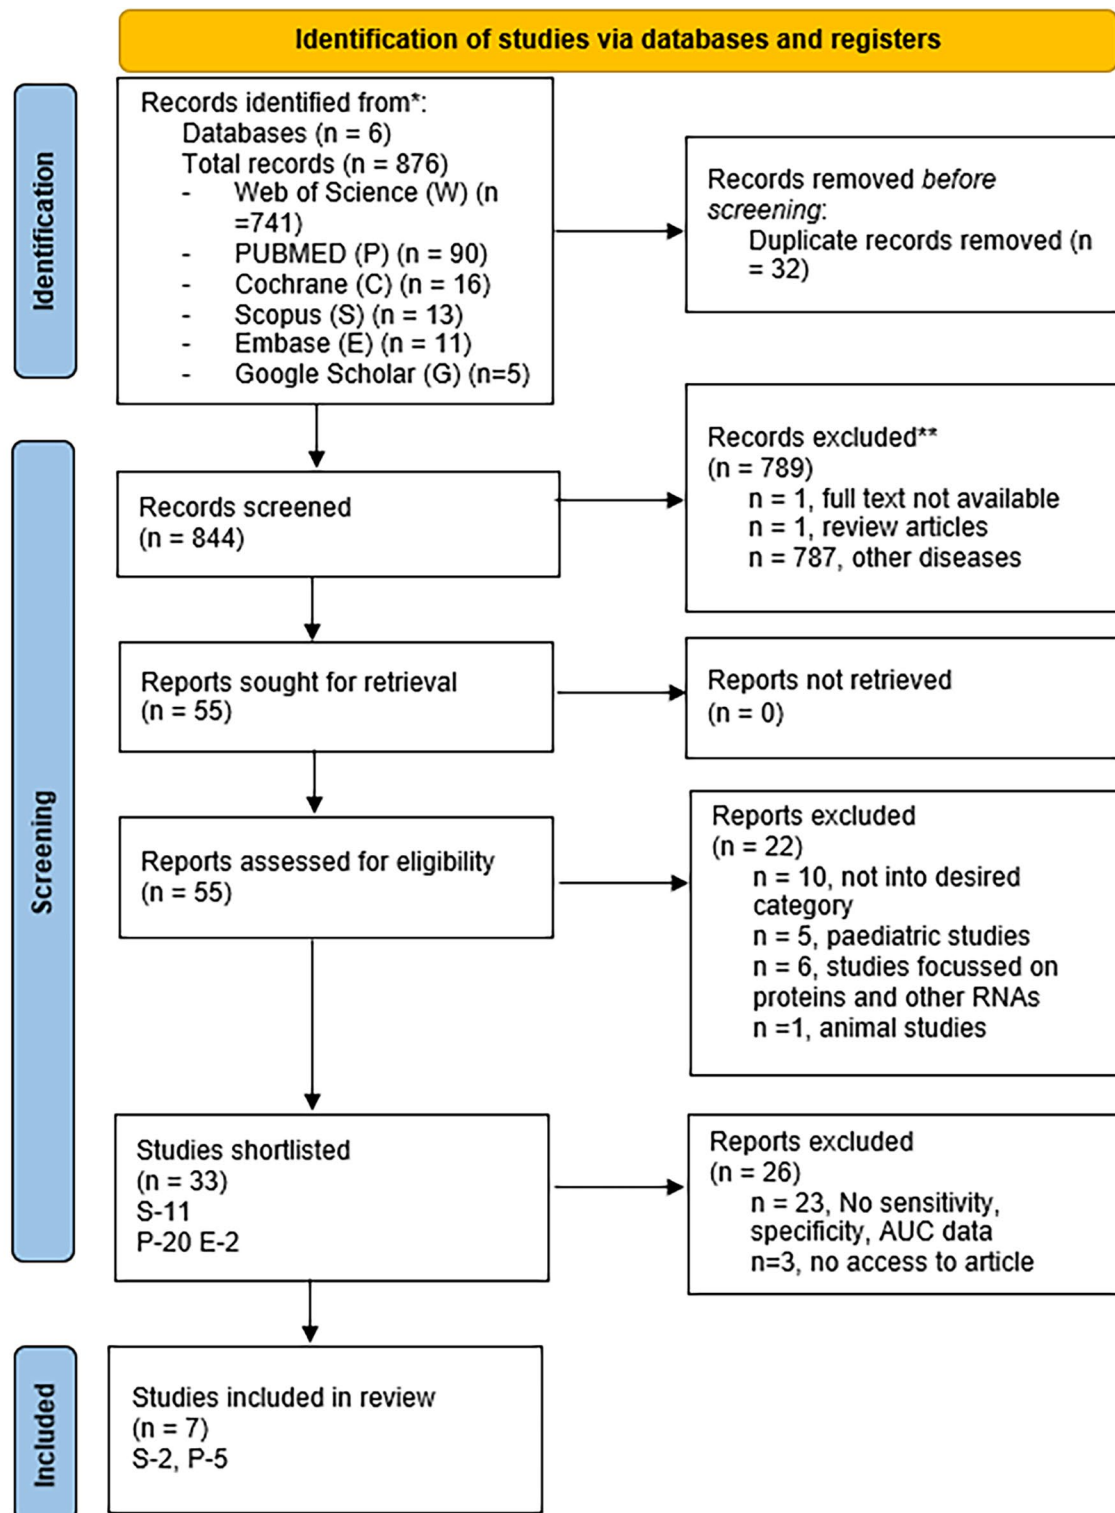 Identification of studies via databases and registers
Identification
Records identified from*:
Databases (n = 6)
Total records (n = 876)
- Web of Science (W) (n
=741)
- PUBMED (P) (n = 90)
- Cochrane (C) (n = 16)
- Scopus (S) (n = 13)
- Embase (E) (n = 11)
- Google Scholar (G) (n=5)
Records removed before
screening:
Duplicate records removed (n
= 32)
Screening
Records screened
(n = 844)
Records excluded**
(n = 789)
n = 1, full text not available
n = 1, review articles
n = 787, other diseases
Reports sought for retrieval
(n = 55)
Reports not retrieved
(n = 0)
Reports assessed for eligibility
(n = 55)
Reports excluded
(n = 22)
n = 10, not into desired
category
n = 5, paediatric studies
n = 6, studies focussed on
proteins and other RNAs
n =1, animal studies
Studies shortlisted
(n = 33)
S-11
P-20 E-2
Reports excluded
(n = 26)
n = 23, No sensitivity,
specificity, AUC data
n=3, no access to article
Included
Studies included in review
(n = 7)
S-2, P-5